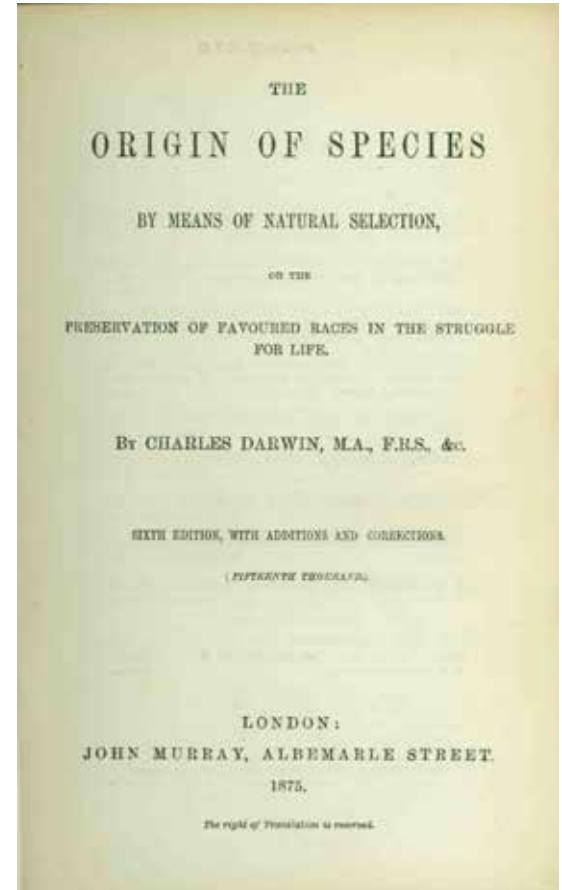 THE
ORIGIN OF SPECIES
BY MEANS OF NATURAL SELECTION,
OR THE
PRESERVATION OF FAVOURED RACES IN THE STRUGGLE
FOR LIFE.
BY CHARLES DARWIN, M.A., F.R.S., &c.
SIXTH EDITION, WITH ADDITIONS AND CORRECTIONS.
(FIFTEENTH THOUSAND.)
LONDON:
JOHN MURRAY, ALBEMARLE STREET.
1875.
The right of Translation is reserved.